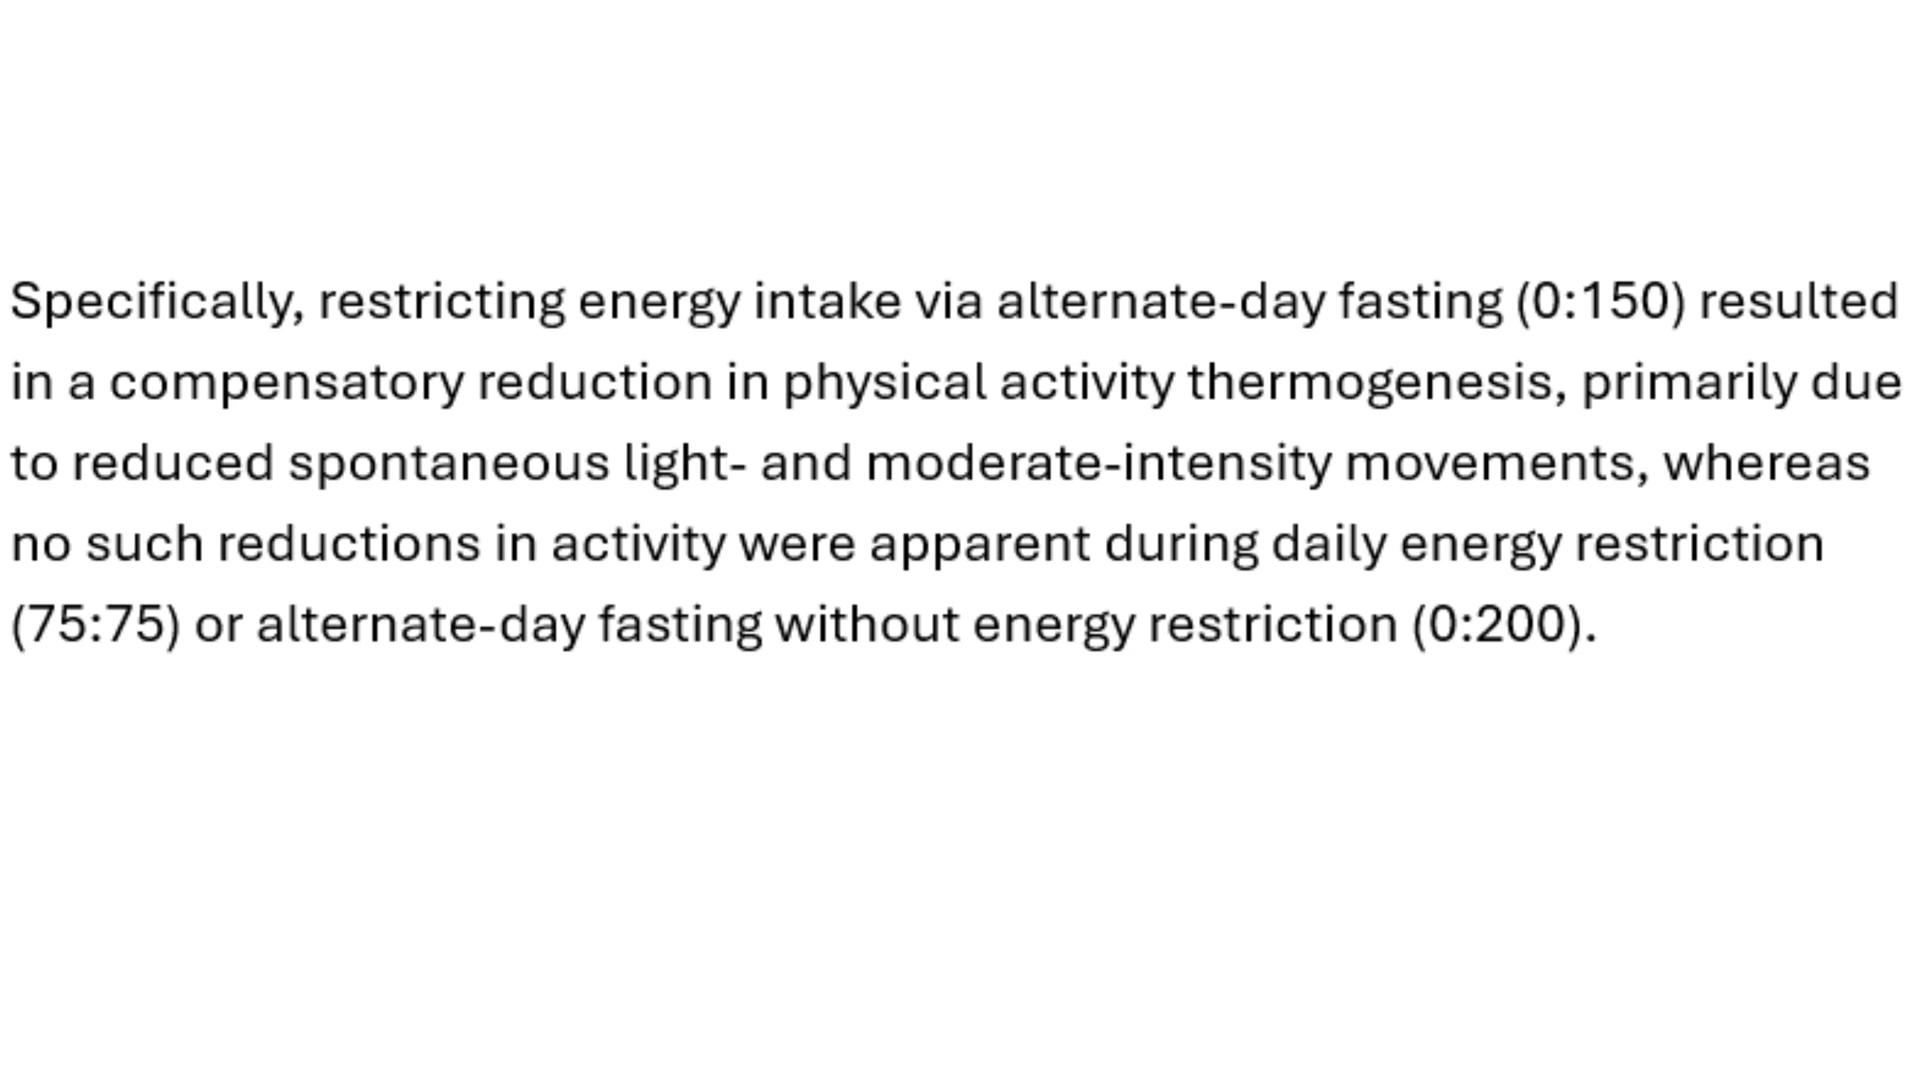 Specifically, restricting energy intake via alternate-day fasting (0:150) resulted
in a compensatory reduction in physical activity thermogenesis, primarily due
to reduced spontaneous light- and moderate-intensity movements, whereas
no such reductions in activity were apparent during daily energy restriction
(75:75) or alternate-day fasting without energy restriction (0:200).